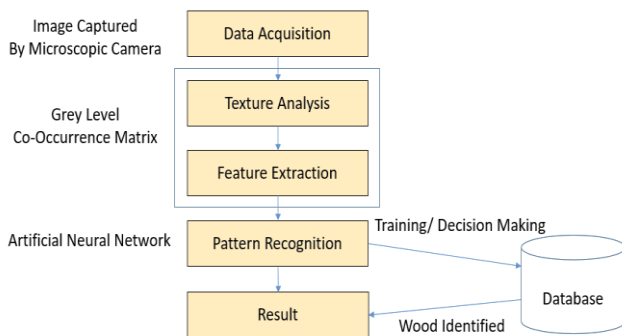 Image Captured
By Microscopic Camera
Data Acquisition
Grey Level
Co-Occurrence Matrix
Texture Analysis
Feature Extraction
Artificial Neural Network
Pattern Recognition
Training/ Decision Making
Database
Result
Wood Identified